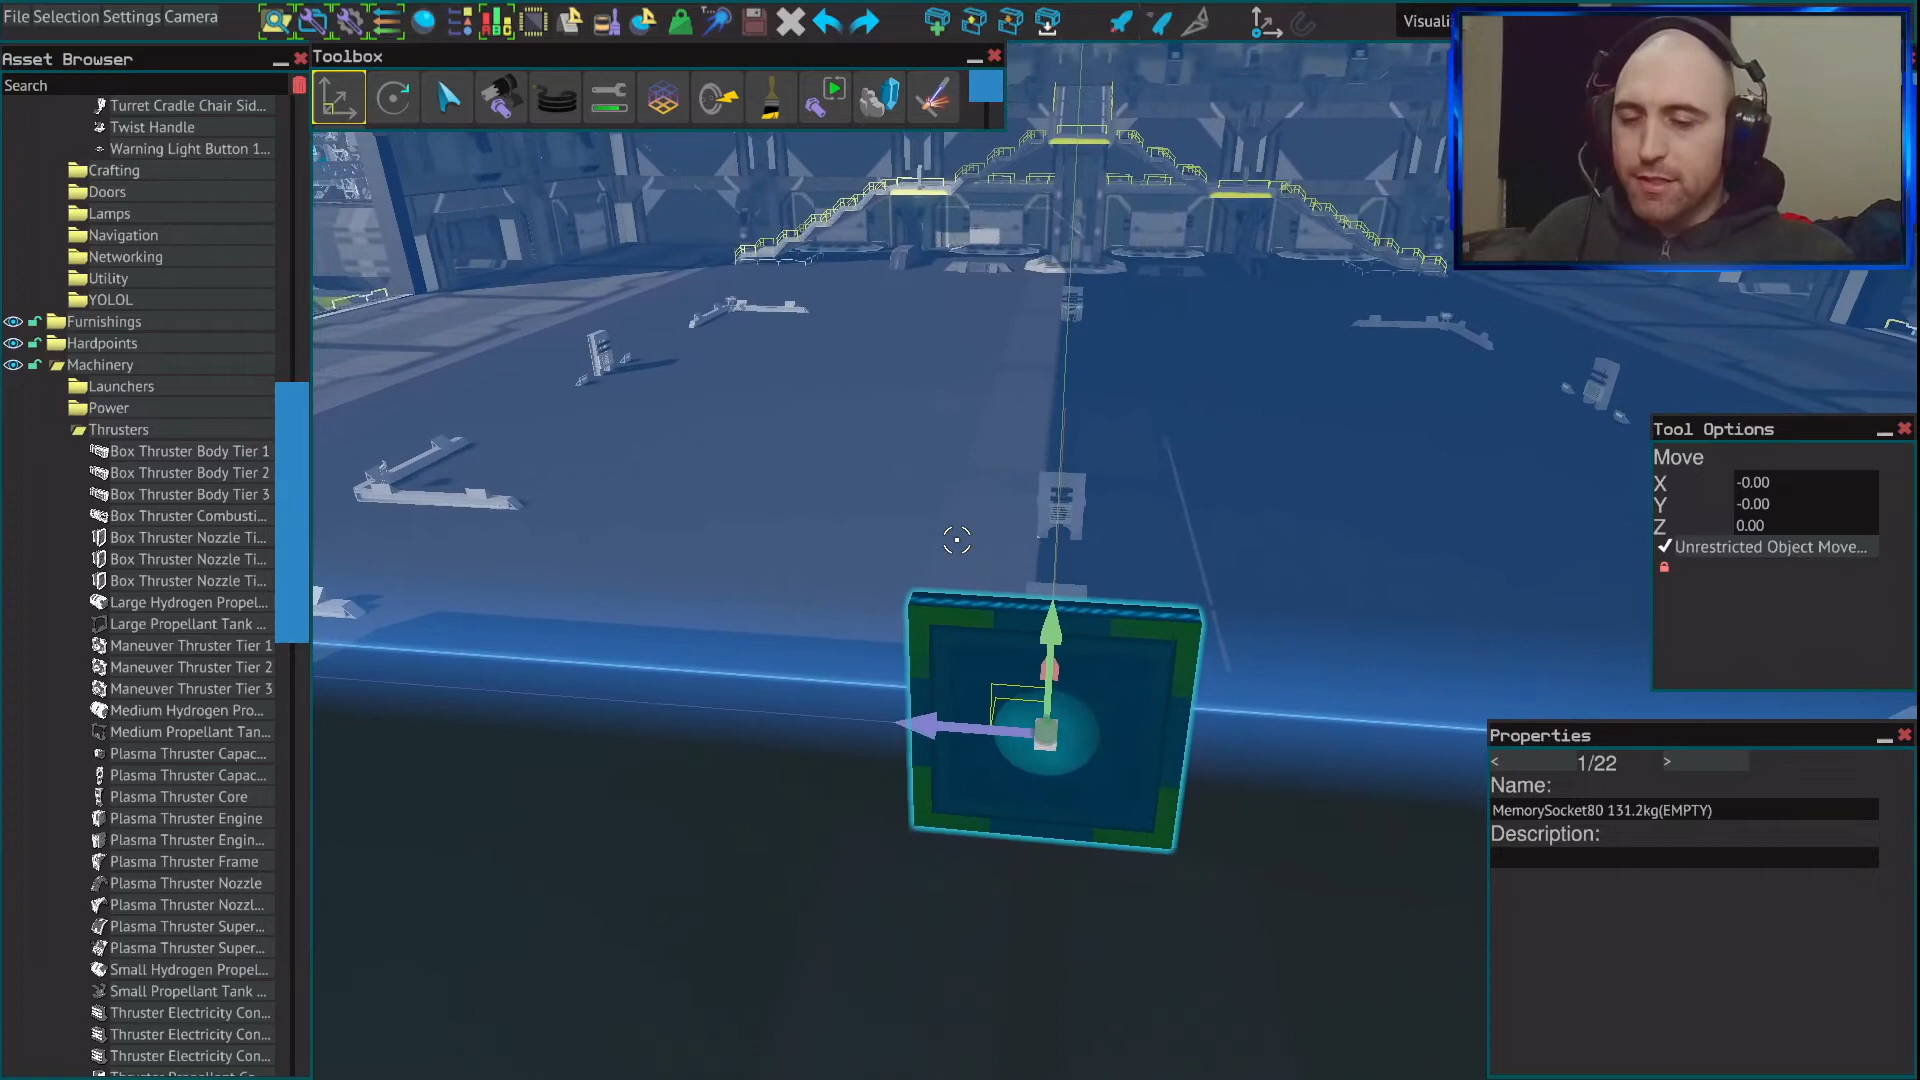 File Selection Settings Camera
Visuali
Asset Browser
Search
Turret Cradle Chair Sid...
Twist Handle
Warning Light Button 1...
Crafting
Doors
Lamps
Navigation
Networking
Utility
YOLOL
Furnishings
Hardpoints
Machinery
Launchers
Power
Thrusters
Box Thruster Body Tier 1
Box Thruster Body Tier 2
Box Thruster Body Tier 3
Box Thruster Combusti...
Box Thruster Nozzle Ti...
Box Thruster Nozzle Ti...
Box Thruster Nozzle Ti...
Large Hydrogen Propel...
Large Propellant Tank ...
Maneuver Thruster Tier 1
Maneuver Thruster Tier 2
Maneuver Thruster Tier 3
Medium Hydrogen Pro...
Medium Propellant Tan...
Plasma Thruster Capac...
Plasma Thruster Capac...
Plasma Thruster Core
Plasma Thruster Engine
Plasma Thruster Engin...
Plasma Thruster Frame
Plasma Thruster Nozzle
Plasma Thruster Nozzl...
Plasma Thruster Super...
Plasma Thruster Super...
Small Hydrogen Propel...
Small Propellant Tank ...
Thruster Electricity Con...
Thruster Electricity Con...
Thruster Electricity Con...
Toolbox
Tool Options
Move
X -0.00
Y -0.00
Z 0.00
Unrestricted Object Move...
Properties
< 1/22 >
Name:
MemorySocket80 131.2kg(EMPTY)
Description: